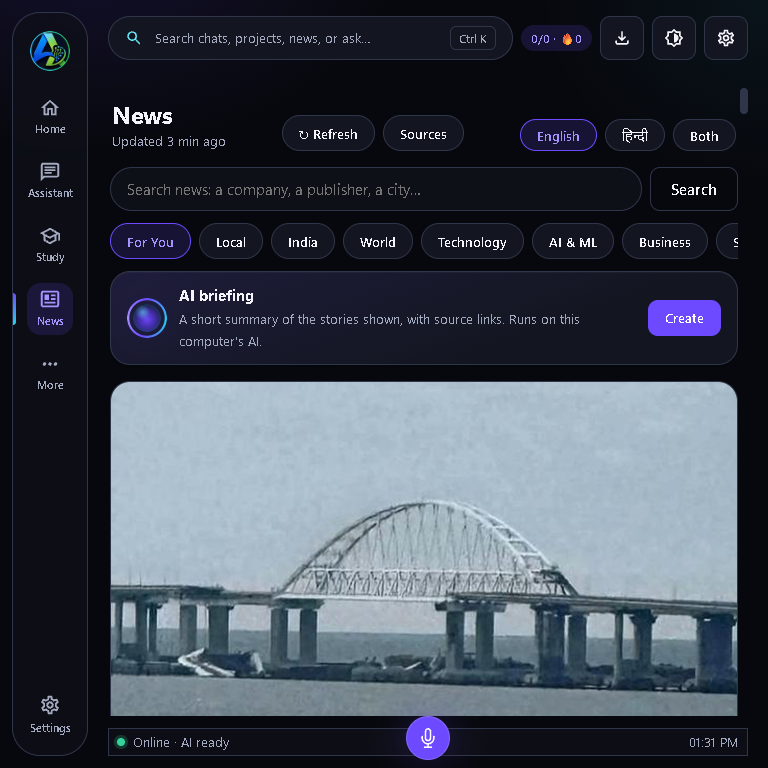 Search chats, projects, news, or ask...
Ctrl K
0/0 · 🔥 0
Home
Assistant
Study
News
More
Settings
News
Updated 3 min ago
↻ Refresh
Sources
English
हिन्दी
Both
Search news: a company, a publisher, a city...
Search
For You
Local
India
World
Technology
AI & ML
Business
AI briefing
A short summary of the stories shown, with source links. Runs on this
computer's AI.
Create
Online · AI ready
01:31 PM